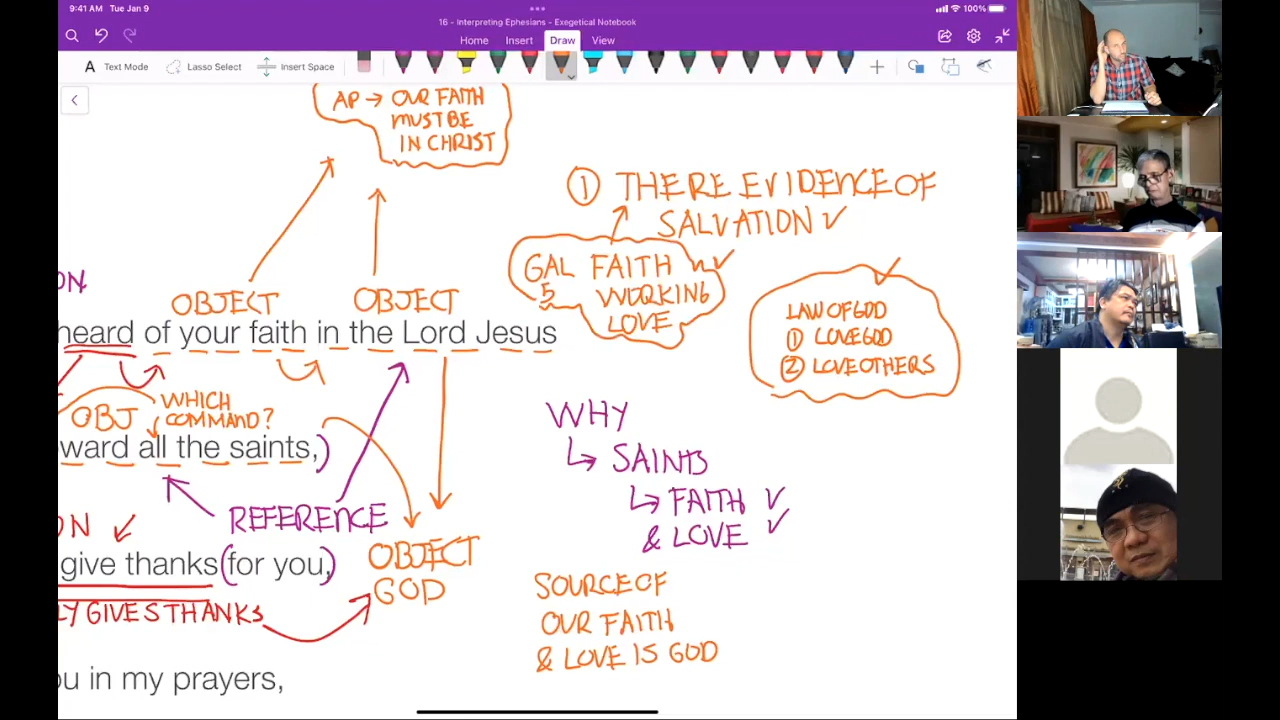 9:41 AM Tue Jan 9
100%
16 - Interpreting Ephesians - Exegetical Notebook
Home Insert Draw View
A Text Mode Lasso Select Insert Space
AP → OUR FAITH
MUST BE
IN CHRIST
① THERE EVIDENCE OF
SALVATION ✓
GAL FAITH
5 WORKING
LOVE
LAW OF GOD
① LOVE GOD
② LOVE OTHERS
ON
OBJECT OBJECT
heard of your faith in the Lord Jesus
OBJ
WHICH
COMMAND?
ward all the saints,)
WHY
SAINTS
FAITH ✓
& LOVE ✓
REFERENCE
ON
give thanks (for you,)
OBJECT
GOD
LY GIVES THANKS
SOURCE OF
OUR FAITH
& LOVE IS GOD
ou in my prayers,